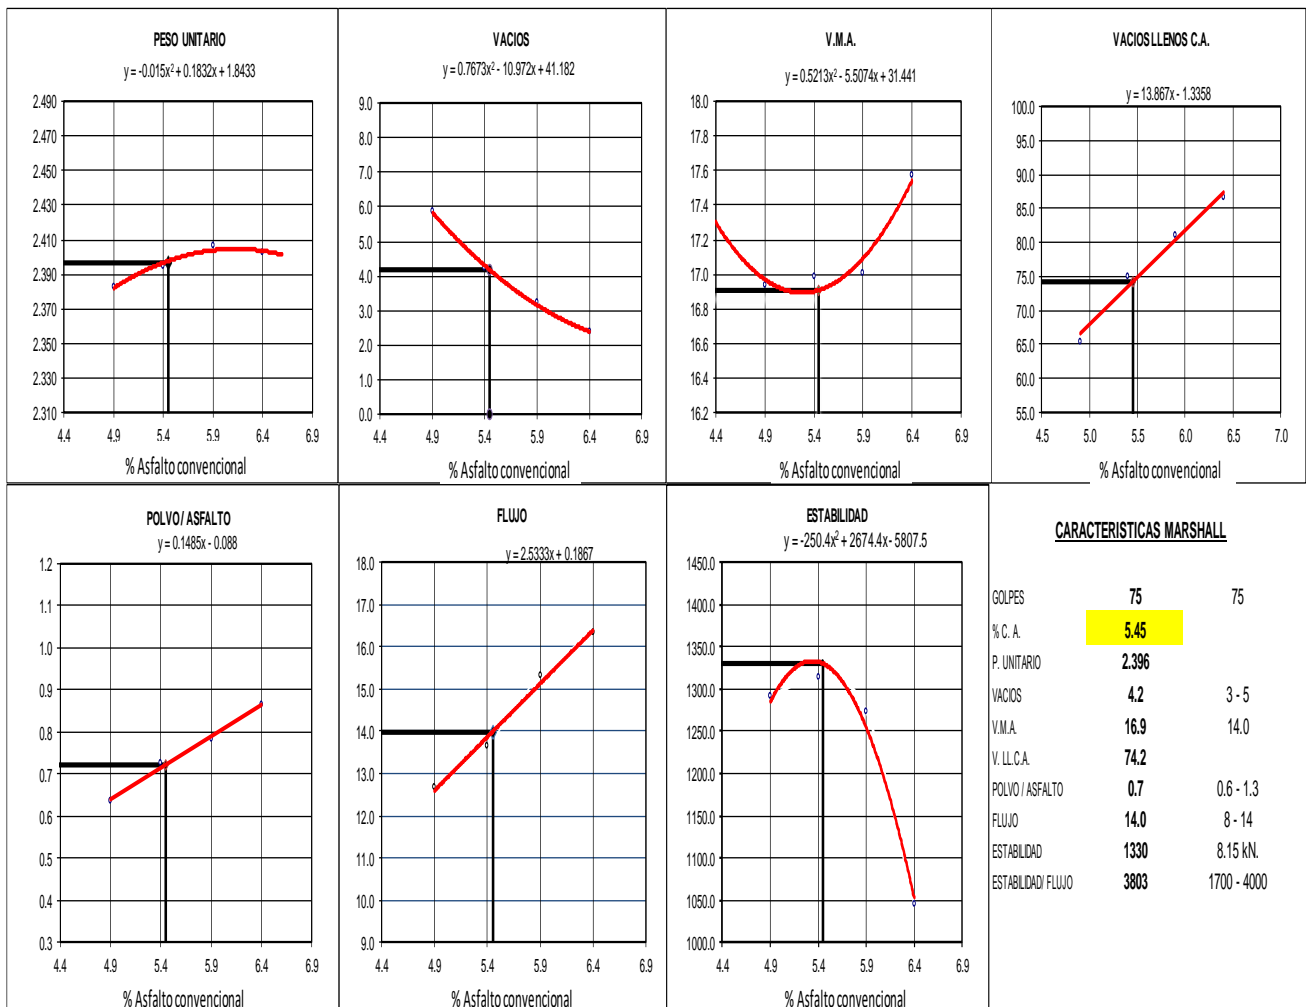 PESO UNITARIO
y = -0.015x² + 0.1832x + 1.8433
2.490
2.470
2.450
2.430
2.410
2.390
2.370
2.350
2.330
2.310
4.4 4.9 5.4 5.9 6.4 6.9
% Asfalto convencional
VACIOS
y = 0.7673x² - 10.972x + 41.182
9.0
8.0
7.0
6.0
5.0
4.0
3.0
2.0
1.0
0.0
4.4 4.9 5.4 5.9 6.4 6.9
% Asfalto convencional
V.M.A.
y = 0.5213x² - 5.5074x + 31.441
18.0
17.8
17.6
17.4
17.2
17.0
16.8
16.6
16.4
16.2
4.4 4.9 5.4 5.9 6.4 6.9
% Asfalto convencional
VACIOS LLENOS C.A.
y = 13.867x - 1.3358
100.0
95.0
90.0
85.0
80.0
75.0
70.0
65.0
60.0
55.0
4.5 5.0 5.5 6.0 6.5 7.0
% Asfalto convencional
POLVO / ASFALTO
y = 0.1485x - 0.088
1.2
1.1
1.0
0.9
0.8
0.7
0.6
0.5
0.4
0.3
4.4 4.9 5.4 5.9 6.4 6.9
% Asfalto convencional
FLUJO
y = 2.5333x + 0.1867
18.0
17.0
16.0
15.0
14.0
13.0
12.0
11.0
10.0
9.0
4.4 4.9 5.4 5.9 6.4 6.9
% Asfalto convencional
ESTABILIDAD
y = -250.4x² + 2674.4x - 5807.5
1450.0
1400.0
1350.0
1300.0
1250.0
1200.0
1150.0
1100.0
1050.0
1000.0
4.4 4.9 5.4 5.9 6.4 6.9
% Asfalto convencional
CARACTERISTICAS MARSHALL
GOLPES 75 75
% C. A. 5.45
P. UNITARIO 2.396
VACIOS 4.2 3 - 5
V.M.A. 16.9 14.0
V. LL.C.A. 74.2
POLVO / ASFALTO 0.7 0.6 - 1.3
FLUJO 14.0 8 - 14
ESTABILIDAD 1330 8.15 kN.
ESTABILIDAD/ FLUJO 3803 1700 - 4000